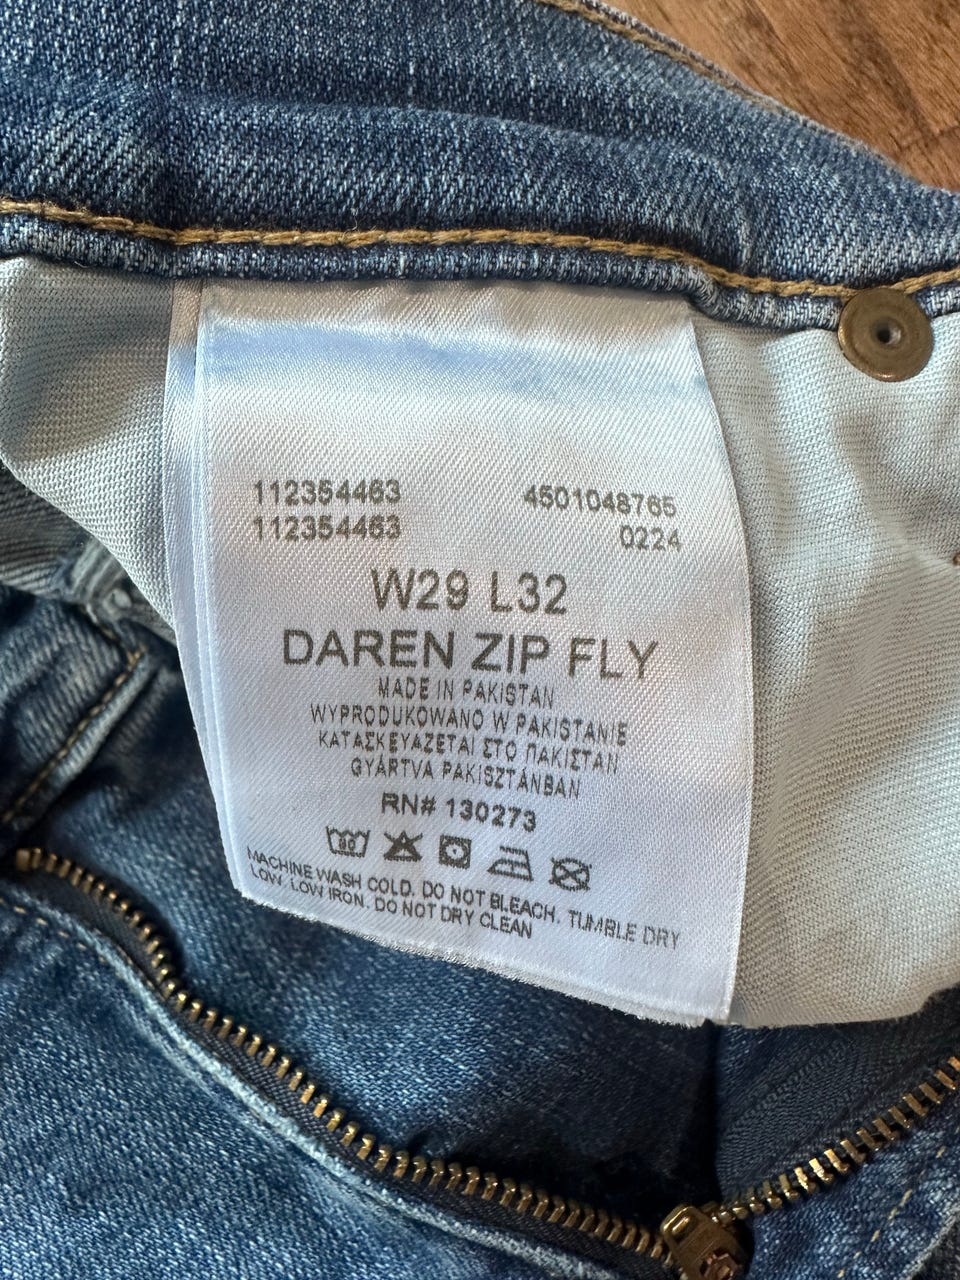 112354463 4501048765
112354463 0224
W29 L32
DAREN ZIP FLY
MADE IN PAKISTAN
WYPRODUKOWANO W PAKISTANIE
ΚΑΤΑΣΚΕΥΑΖΕΤΑΙ ΣΤΟ ΠΑΚΙΣΤΑΝ
GYÁRTVA PAKISZTÁNBAN
RN# 130273
30
MACHINE WASH COLD. DO NOT BLEACH. TUMBLE DRY
LOW. LOW IRON. DO NOT DRY CLEAN